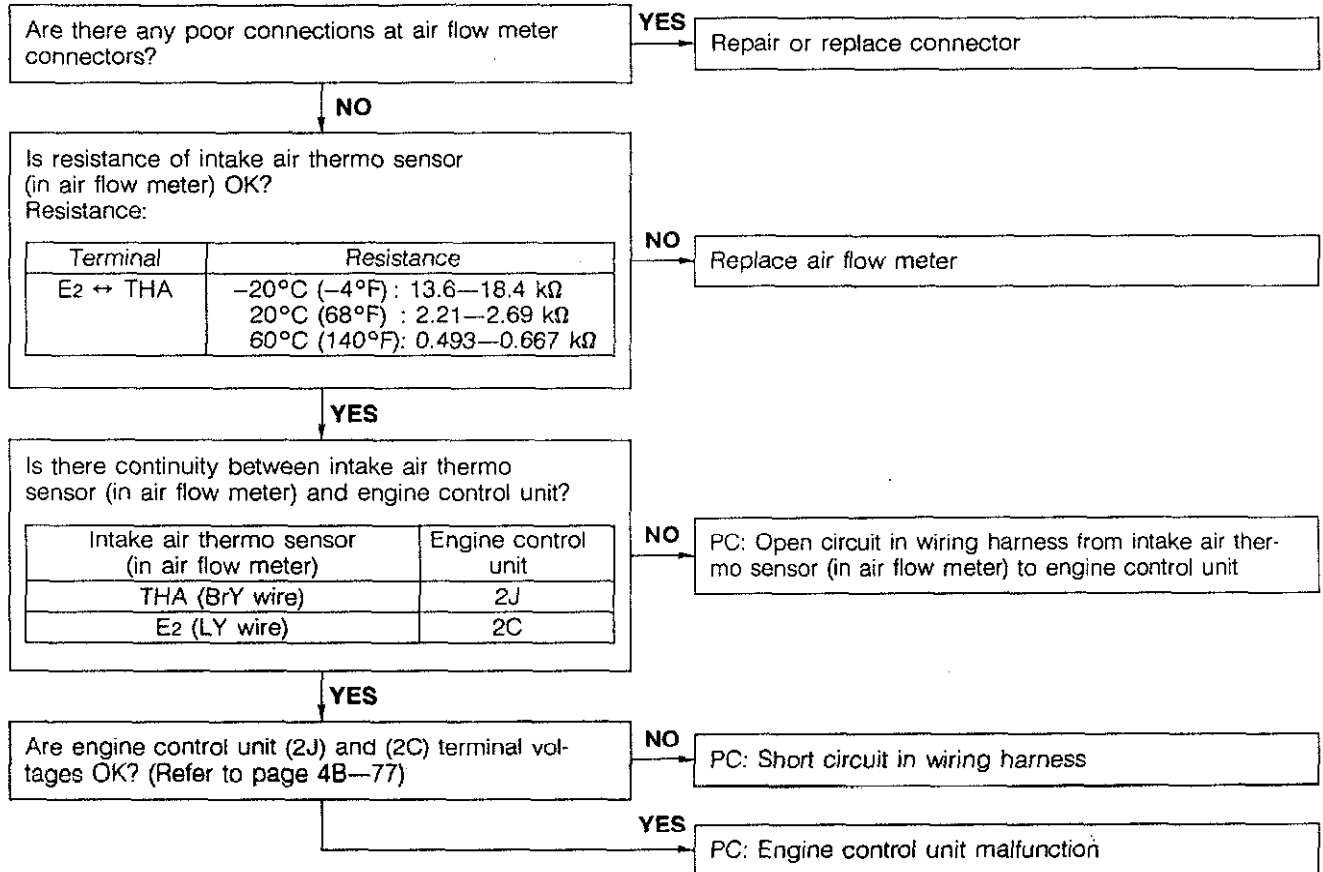 Are there any poor connections at air flow meter
connectors?
YES
Repair or replace connector
NO
Is resistance of intake air thermo sensor
(in air flow meter) OK?
Resistance:
Terminal Resistance
E2 ↔ THA –20°C (–4°F) : 13.6—18.4 kΩ
20°C (68°F) : 2.21—2.69 kΩ
60°C (140°F): 0.493—0.667 kΩ
NO
Replace air flow meter
YES
Is there continuity between intake air thermo
sensor (in air flow meter) and engine control unit?
Intake air thermo sensor Engine control
(in air flow meter) unit
THA (BrY wire) 2J
E2 (LY wire) 2C
NO
PC: Open circuit in wiring harness from intake air ther-
mo sensor (in air flow meter) to engine control unit
YES
Are engine control unit (2J) and (2C) terminal vol-
tages OK? (Refer to page 4B—77)
NO
PC: Short circuit in wiring harness
YES
PC: Engine control unit malfunction